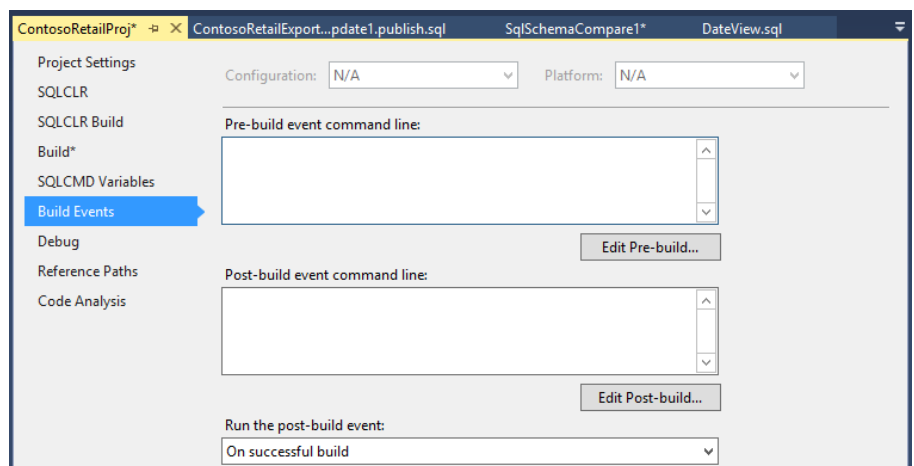 ContosoRetailProj* ContosoRetailExport...pdate1.publish.sql SqlSchemaCompare1* DateView.sql
Project Settings
Configuration: N/A Platform: N/A
SQLCLR
SQLCLR Build
Build*
SQLCMD Variables
Build Events
Debug
Reference Paths
Code Analysis
Pre-build event command line:
Edit Pre-build...
Post-build event command line:
Edit Post-build...
Run the post-build event:
On successful build